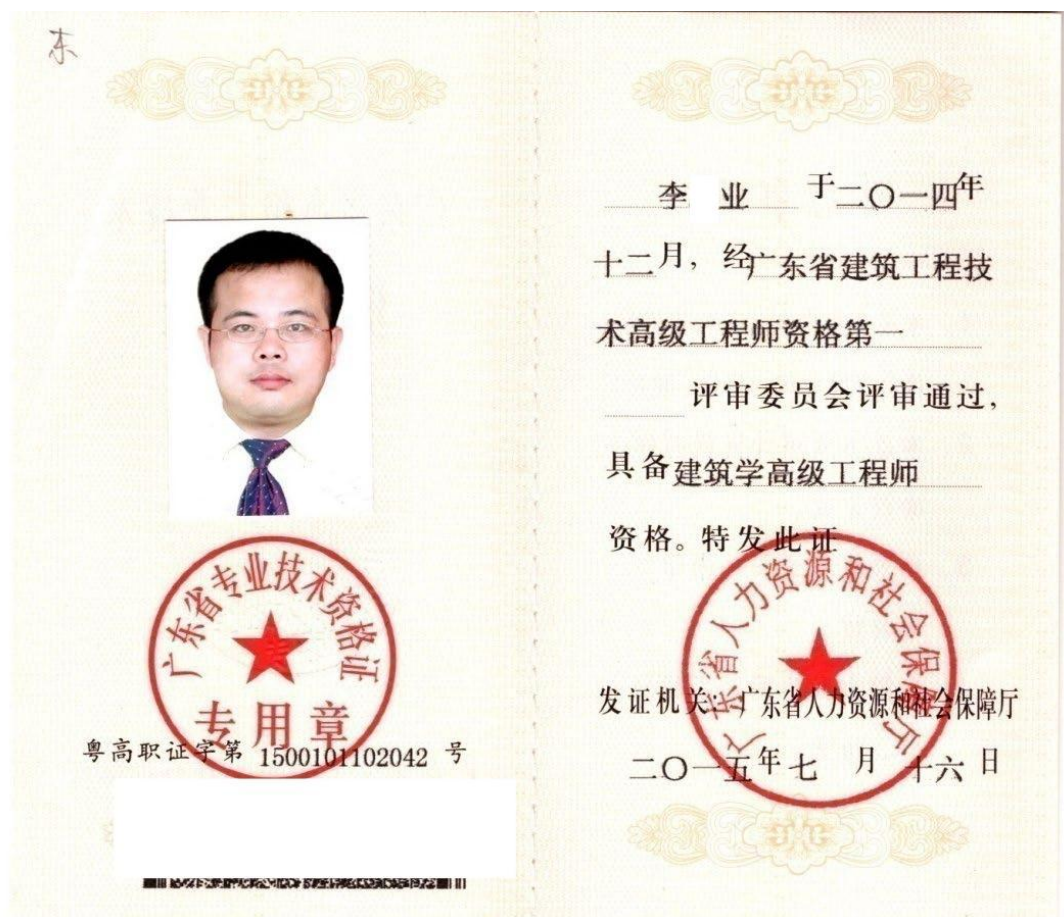 东
广东省专业技术资格证
专用章
粤高职证字第 1500101102042 号
李 业 于二〇一四年
十二月，经广东省建筑工程技
术高级工程师资格第一
评审委员会评审通过，
具备建筑学高级工程师
资格。特发此证
广东省人力资源和社会保障厅
发证机关：广东省人力资源和社会保障厅
二〇一五年七月十六日